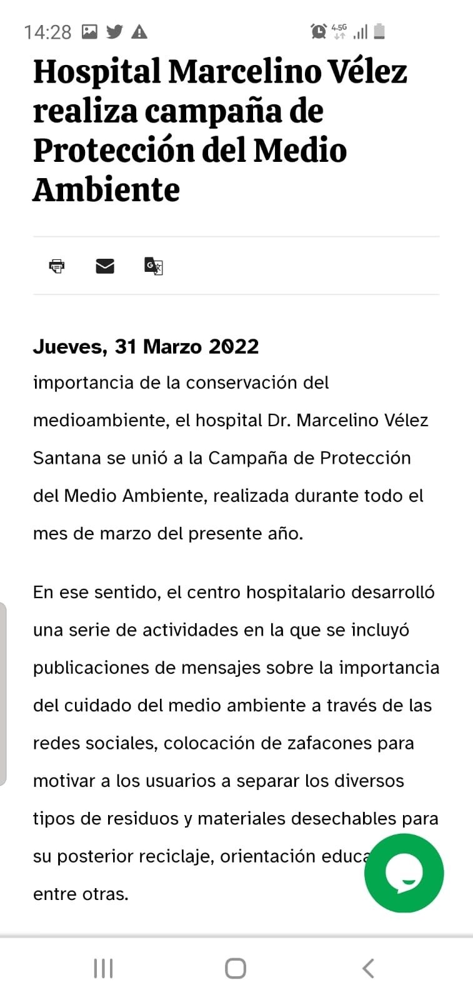 14:28
4.5G
Hospital Marcelino Vélez
realiza campaña de
Protección del Medio
Ambiente
G
Jueves, 31 Marzo 2022
importancia de la conservación del
medioambiente, el hospital Dr. Marcelino Vélez
Santana se unió a la Campaña de Protección
del Medio Ambiente, realizada durante todo el
mes de marzo del presente año.
En ese sentido, el centro hospitalario desarrolló
una serie de actividades en la que se incluyó
publicaciones de mensajes sobre la importancia
del cuidado del medio ambiente a través de las
redes sociales, colocación de zafacones para
motivar a los usuarios a separar los diversos
tipos de residuos y materiales desechables para
su posterior reciclaje, orientación
entre otras.